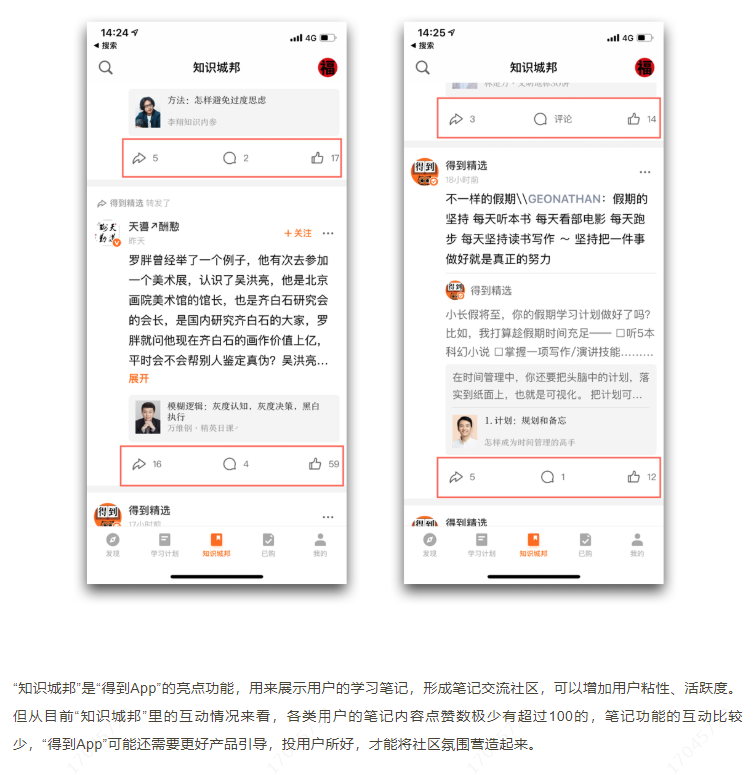 14:24
4G
搜索
知识城邦
福
方法：怎样避免过度思虑
李翔知识内参
5
2
17
得到精选 转发了
天邊↗酬懃
昨天
+关注
罗胖曾经举了一个例子，他有次去参加
一个美术展，认识了吴洪亮，他是北京
画院美术馆的馆长，也是齐白石研究会
的会长，是国内研究齐白石的大家，罗
胖就问他现在齐白石的画作价值上亿，
平时会不会帮别人鉴定真伪？吴洪亮...
展开
模糊逻辑：灰度认知，灰度决策，黑白
执行
万维钢·精英日课
16
4
59
得到
得到精选
17小时前
发现
学习计划
知识城邦
已购
我的
14:25
4G
搜索
知识城邦
福
3
评论
14
得到
得到精选
18小时前
不一样的假期\\GEONATHAN：假期的
坚持 每天听本书 每天看部电影 每天跑
步 每天坚持读书写作 ～ 坚持把一件事
做好就是真正的努力
得到
得到精选
小长假将至，你的假期学习计划做好了吗？
比如，我打算趁假期时间充足—— □听5本
科幻小说 □掌握一项写作/演讲技能………
在时间管理中，你还要把头脑中的计划，落
实到纸面上，也就是可视化。 把计划可…
1.计划：规划和备忘
怎样成为时间管理的高手
5
1
12
得到
得到精选
发现
学习计划
知识城邦
已购
我的
“知识城邦”是“得到App”的亮点功能，用来展示用户的学习笔记，形成笔记交流社区，可以增加用户粘性、活跃度。
但从目前“知识城邦”里的互动情况来看，各类用户的笔记内容点赞数极少有超过100的，笔记功能的互动比较
少，“得到App”可能还需要更好产品引导，投用户所好，才能将社区氛围营造起来。